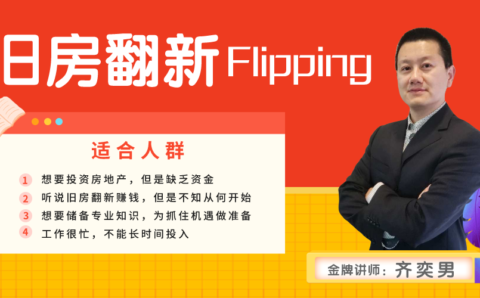 旧房翻新Flipping
适合人群
1 想要投资房地产，但是缺乏资金
2 听说旧房翻新赚钱，但是不知从何开始
3 想要储备专业知识，为抓住机遇做准备
4 工作很忙，不能长时间投入
金牌讲师：齐奕男